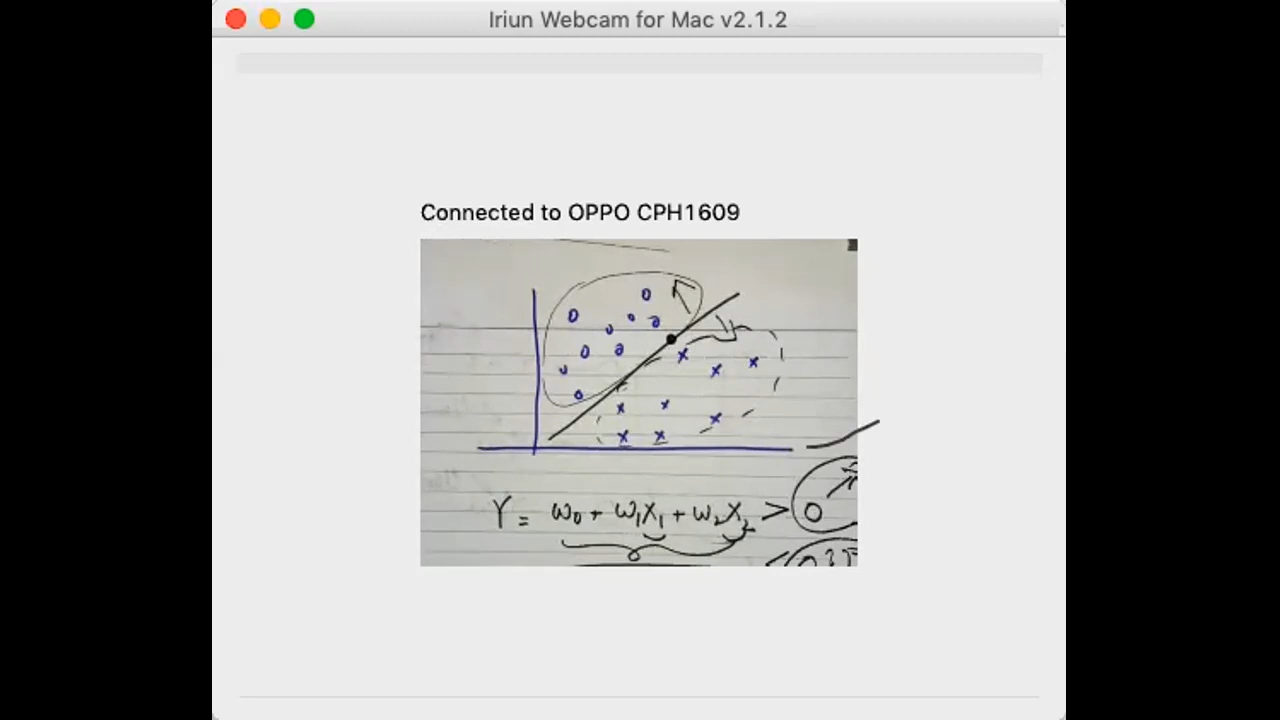 Iriun Webcam for Mac v2.1.2
Connected to OPPO CPH1609
Y = w₀ + w₁x₁ + w₂x₂ > 0